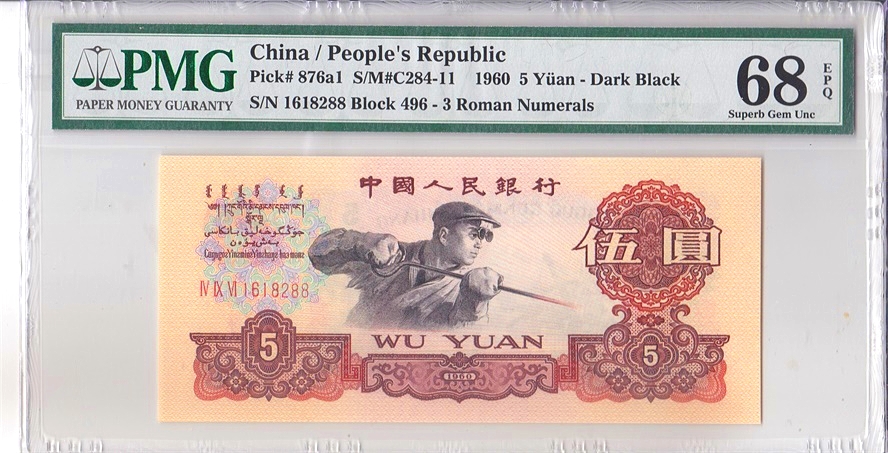 PMG
PAPER MONEY GUARANTY
China / People's Republic
Pick# 876a1 S/M#C284-11 1960 5 Yüan - Dark Black
S/N 1618288 Block 496 - 3 Roman Numerals
68
EPQ
Superb Gem Unc
中國人民銀行
伍圓
IV IX VI 1618288
5
WU YUAN
5
1960